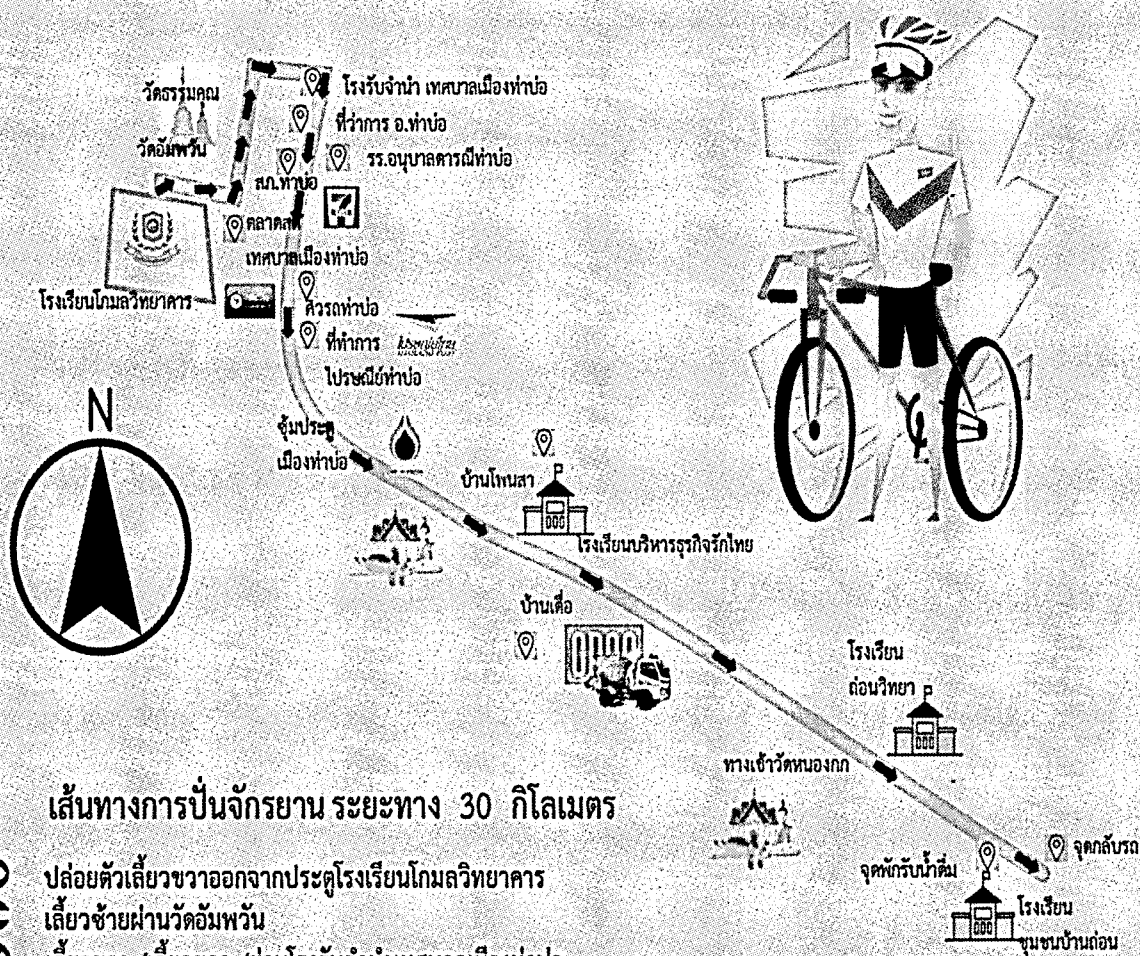 โรงรับจำนำ เทศบาลเมืองท่าบ่อ
วัดธรรมคุณ
ที่ว่าการ อ.ท่าบ่อ
วัดอัมพวัน
รร.อนุบาลดารณีท่าบ่อ
สภ.ท่าบ่อ
7
ตลาดสด
เทศบาลเมืองท่าบ่อ
โรงเรียนโกมลวิทยาคาร
คิวรถท่าบ่อ
ที่ทำการ
ไปรษณีย์ไทย
ไปรษณีย์ท่าบ่อ
N
ซุ้มประตู
เมืองท่าบ่อ
บ้านโพนสา
โรงเรียนบริหารธุรกิจรักไทย
บ้านเดื่อ
โรงเรียน
ถ่อนวิทยา
ทางเข้าวัดหนองกก
เส้นทางการปั่นจักรยาน ระยะทาง 30 กิโลเมตร
จุดกลับรถ
จุดพักรับน้ำดื่ม
ปล่อยตัวเลี้ยวขวาออกจากประตูโรงเรียนโกมลวิทยาคาร
เลี้ยวซ้ายผ่านวัดอัมพวัน
โรงเรียน
ชุมชนบ้านถ่อน